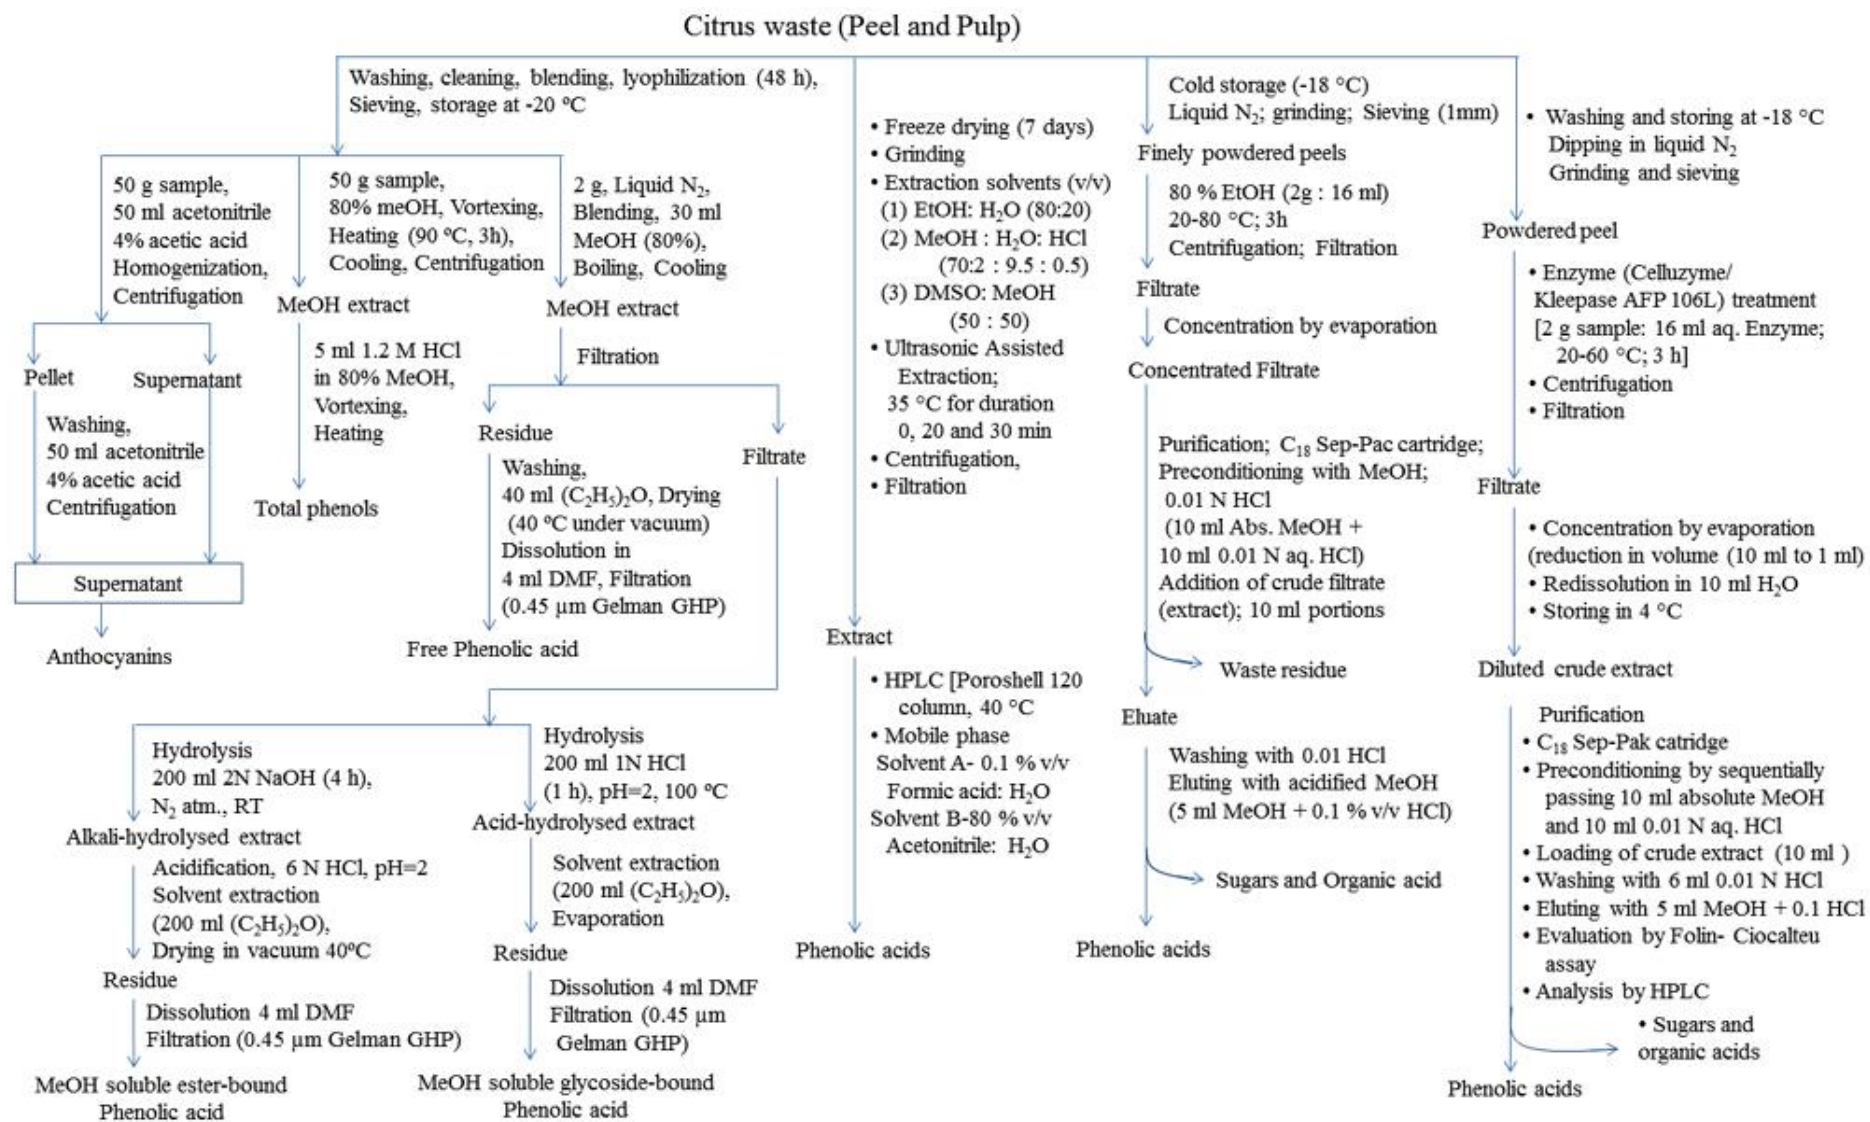 Citrus waste (Peel and Pulp)
Washing, cleaning, blending, lyophilization (48 h),
Sieving, storage at -20 ºC
50 g sample,
50 ml acetonitrile
4% acetic acid
Homogenization,
Centrifugation
Pellet
Supernatant
Washing,
50 ml acetonitrile
4% acetic acid
Centrifugation
Supernatant
Anthocyanins
50 g sample,
80% meOH, Vortexing,
Heating (90 ºC, 3h),
Cooling, Centrifugation
MeOH extract
5 ml 1.2 M HCl
in 80% MeOH,
Vortexing,
Heating
Total phenols
2 g, Liquid N₂,
Blending, 30 ml
MeOH (80%),
Boiling, Cooling
MeOH extract
Filtration
Residue
Washing,
40 ml (C₂H₅)₂O, Drying
(40 ºC under vacuum)
Dissolution in
4 ml DMF, Filtration
(0.45 µm Gelman GHP)
Free Phenolic acid
Filtrate
Hydrolysis
200 ml 2N NaOH (4 h),
N₂ atm., RT
Alkali-hydrolysed extract
Acidification, 6 N HCl, pH=2
Solvent extraction
(200 ml (C₂H₅)₂O),
Drying in vacuum 40ºC
Residue
Dissolution 4 ml DMF
Filtration (0.45 µm Gelman GHP)
MeOH soluble ester-bound
Phenolic acid
Hydrolysis
200 ml 1N HCl
(1 h), pH=2, 100 ºC
Acid-hydrolysed extract
Solvent extraction
(200 ml (C₂H₅)₂O),
Evaporation
Residue
Dissolution 4 ml DMF
Filtration (0.45 µm
Gelman GHP)
MeOH soluble glycoside-bound
Phenolic acid
• Freeze drying (7 days)
• Grinding
• Extraction solvents (v/v)
(1) EtOH: H₂O (80:20)
(2) MeOH : H₂O: HCl
(70:2 : 9.5 : 0.5)
(3) DMSO: MeOH
(50 : 50)
• Ultrasonic Assisted
Extraction;
35 °C for duration
0, 20 and 30 min
• Centrifugation,
• Filtration
Extract
• HPLC [Poroshell 120
column, 40 °C
• Mobile phase
Solvent A- 0.1 % v/v
Formic acid: H₂O
Solvent B-80 % v/v
Acetonitrile: H₂O
Phenolic acids
Cold storage (-18 °C)
Liquid N₂; grinding; Sieving (1mm)
Finely powdered peels
80 % EtOH (2g : 16 ml)
20-80 °C; 3h
Centrifugation; Filtration
Filtrate
Concentration by evaporation
Concentrated Filtrate
Purification; C₁₈ Sep-Pac cartridge;
Preconditioning with MeOH;
0.01 N HCl
(10 ml Abs. MeOH +
10 ml 0.01 N aq. HCl)
Addition of crude filtrate
(extract); 10 ml portions
Waste residue
Eluate
Washing with 0.01 HCl
Eluting with acidified MeOH
(5 ml MeOH + 0.1 % v/v HCl)
Sugars and Organic acid
Phenolic acids
• Washing and storing at -18 °C
Dipping in liquid N₂
Grinding and sieving
Powdered peel
• Enzyme (Celluzyme/
Kleepase AFP 106L) treatment
[2 g sample: 16 ml aq. Enzyme;
20-60 °C; 3 h]
• Centrifugation
• Filtration
Filtrate
• Concentration by evaporation
(reduction in volume (10 ml to 1 ml)
• Redissolution in 10 ml H₂O
• Storing in 4 °C
Diluted crude extract
Purification
• C₁₈ Sep-Pak catridge
• Preconditioning by sequentially
passing 10 ml absolute MeOH
and 10 ml 0.01 N aq. HCl
• Loading of crude extract (10 ml )
• Washing with 6 ml 0.01 N HCl
• Eluting with 5 ml MeOH + 0.1 HCl
• Evaluation by Folin- Ciocalteu
assay
• Analysis by HPLC
• Sugars and
organic acids
Phenolic acids